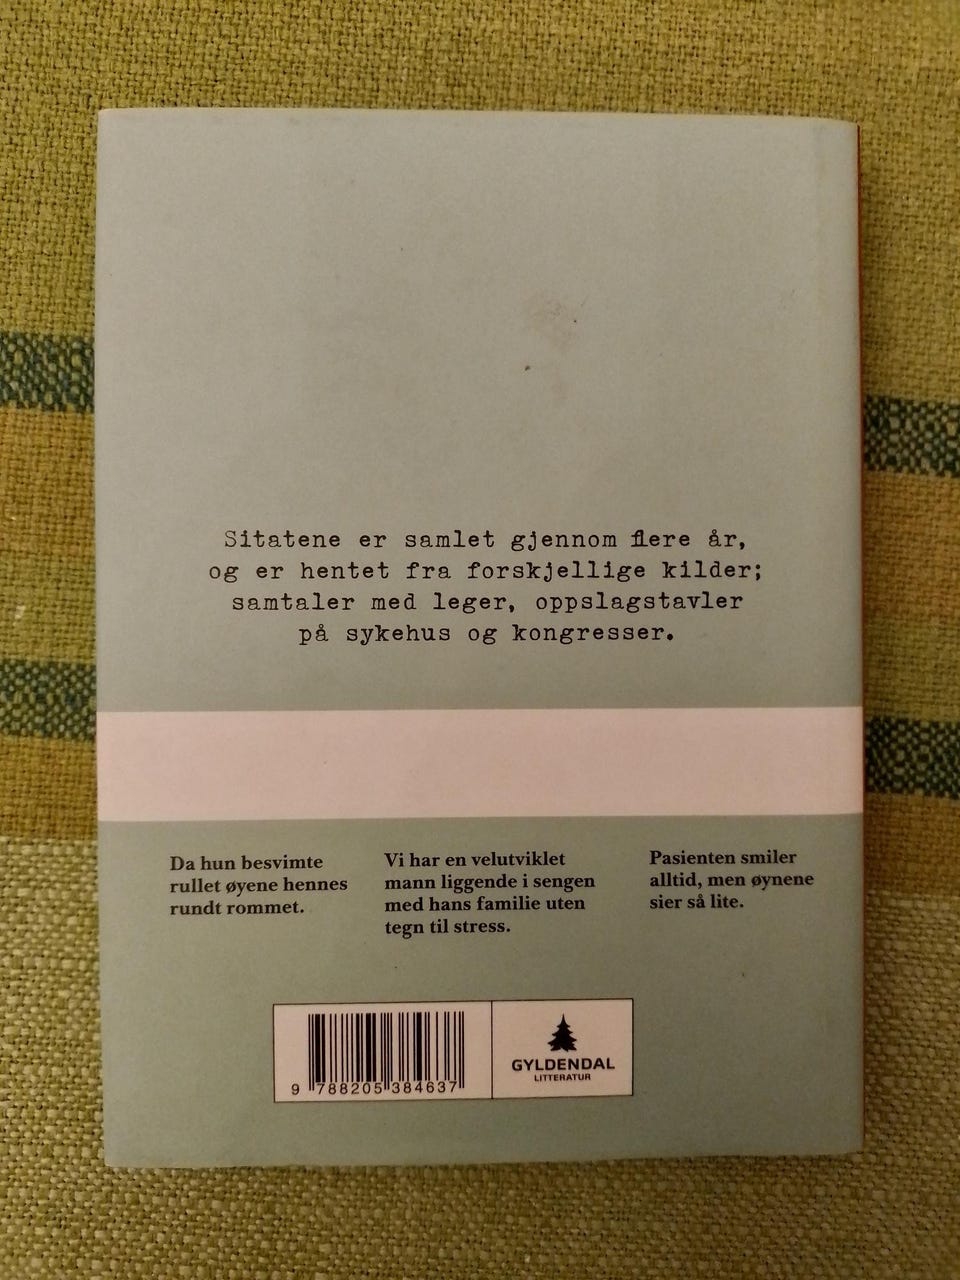 Sitatene er samlet gjennom flere år,
og er hentet fra forskjellige kilder;
samtaler med leger, oppslagstavler
på sykehus og kongresser.
Da hun besvimte
rullet øyene hennes
rundt rommet.
Vi har en velutviklet
mann liggende i sengen
med hans familie uten
tegn til stress.
Pasienten smiler
alltid, men øynene
sier så lite.
9 788205 384637
GYLDENDAL
LITTERATUR